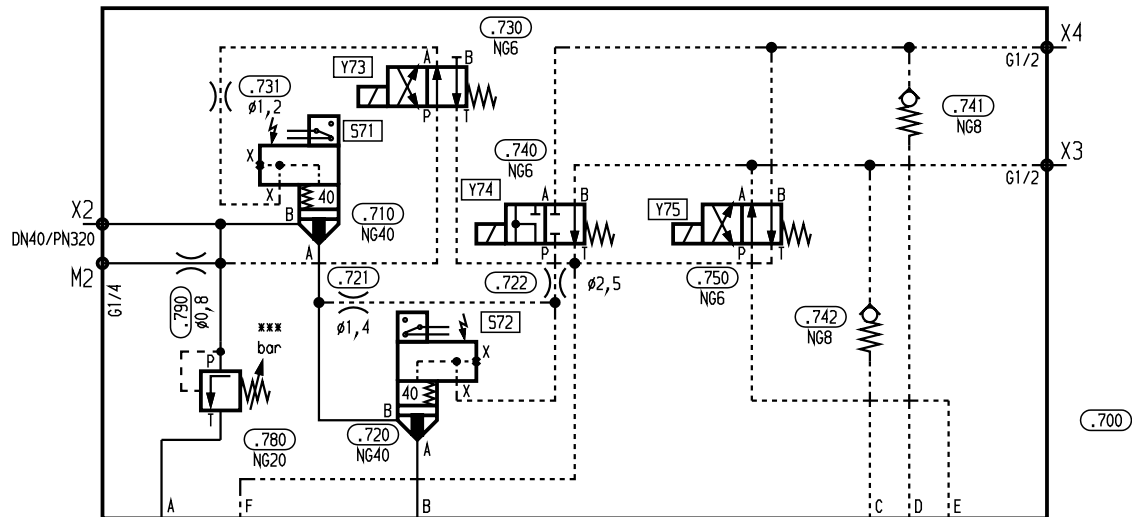 .730
NG6
X4
G1/2
A
B
Y73
.731
ø1,2
P
T
.741
NG8
S71
X
X
40
.740
NG6
X3
G1/2
Y74
A
B
Y75
A
B
X2
DN40/PN320
B
.710
NG40
A
P
T
P
T
M2
G1/4
.790
ø0,8
.721
ø1,4
.722
ø2,5
.750
NG6
.742
NG8
***
bar
S72
X
X
P
40
B
T
.780
NG20
.720
NG40
A
.700
A
F
B
C
D
E